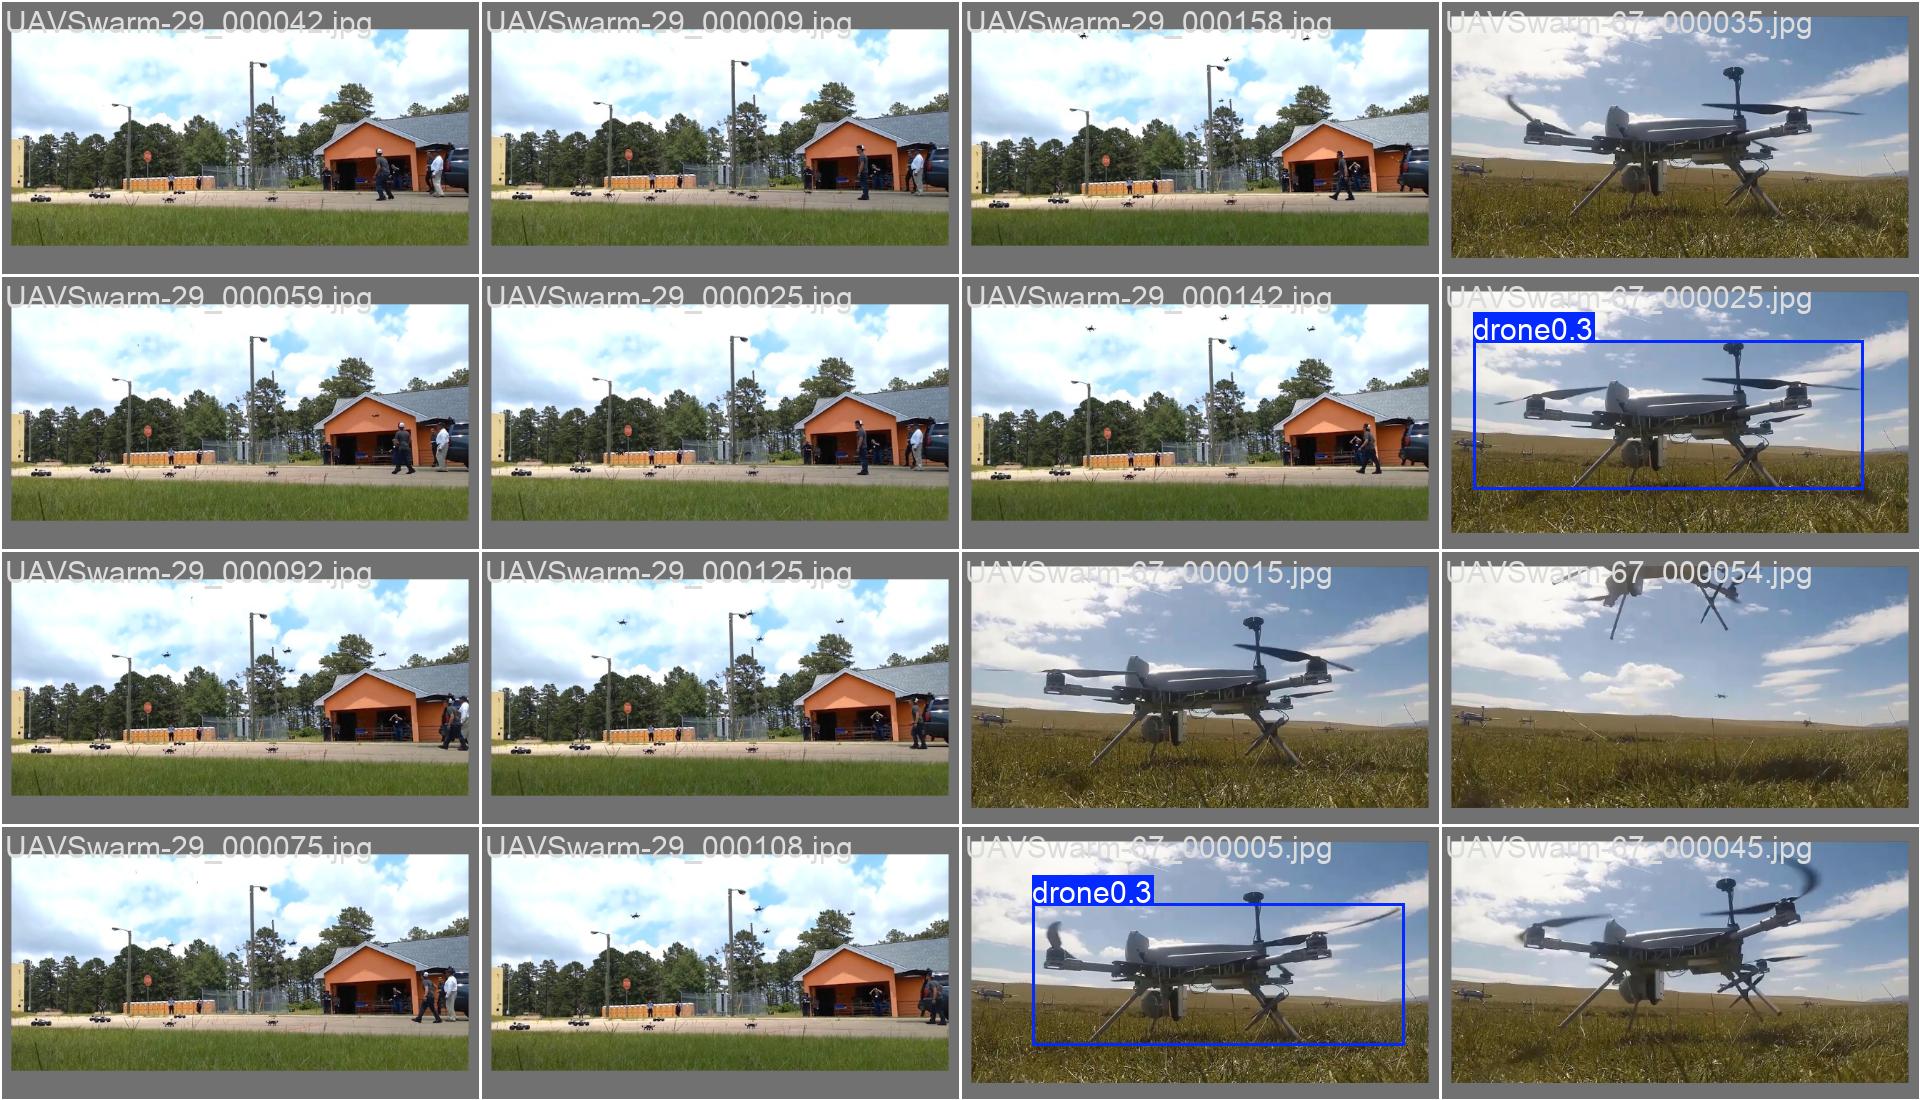 UAVSwarm-29_000042.jpg
UAVSwarm-29_000009.jpg
UAVSwarm-29_000158.jpg
UAVSwarm-67_000035.jpg
UAVSwarm-29_000059.jpg
UAVSwarm-29_000025.jpg
UAVSwarm-29_000142.jpg
UAVSwarm-67_000025.jpg
drone0.3
UAVSwarm-29_000092.jpg
UAVSwarm-29_000125.jpg
UAVSwarm-67_000015.jpg
UAVSwarm-67_000054.jpg
UAVSwarm-29_000075.jpg
UAVSwarm-29_000108.jpg
UAVSwarm-67_000005.jpg
UAVSwarm-67_000045.jpg
drone0.3